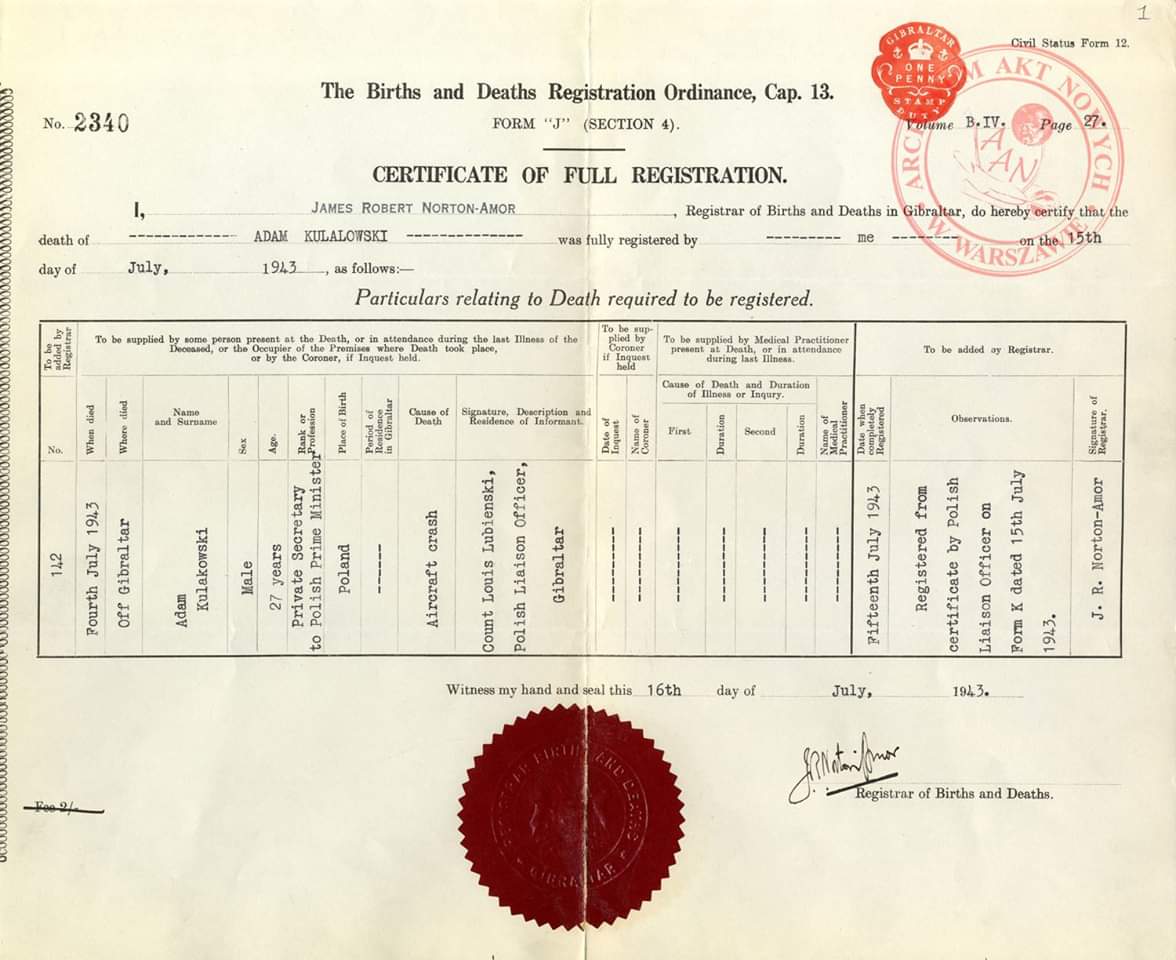 1
Civil Status Form 12.
GIBRALTAR
ONE
PENNY
STAMP
DUTY
ARCHIWUM AKT NOWYCH
W WARSZAWIE
AAN
The Births and Deaths Registration Ordinance, Cap. 13.
No. 2340
FORM "J" (SECTION 4).
Volume B.IV. Page 27.
CERTIFICATE OF FULL REGISTRATION.
I, JAMES ROBERT NORTON-AMOR, Registrar of Births and Deaths in Gibraltar, do hereby certify that the
death of ------------- ADAM KULALOWSKI -------------- was fully registered by --------- me -------- on the 15th
day of July, 1943, as follows:—
Particulars relating to Death required to be registered.
To be added by Registrar
To be supplied by some person present at the Death, or in attendance during the last Illness of the
Deceased, or the Occupier of the Premises where Death took place,
or by the Coroner, if Inquest held.
To be sup-
plied by
Coroner
if Inquest
held
To be supplied by Medical Practitioner
present at Death, or in attendance
during last Illness.
To be added by Registrar.
No.
When died
Where died
Name
and Surname
Sex
Age.
Rank or
Profession
Place of Birth
Period of
Residence
in Gibraltar
Cause of
Death
Signature, Description and
Residence of Informant.
Date of
Inquest
Name of
Coroner
Cause of Death and Duration
of Illness or Inqury.
First
Duration
Second
Duration
Name of
Medical
Practitioner
Date when
completely
Registered
Observations.
Signature of
Registrar.
142
Fourth July 1943
Off Gibraltar
Adam
Kulakowski
Male
27 years
Private Secretary
to Polish Prime Minister
Poland
------
Aircraft crash
Count Louis Lubienski,
Polish Liaison Officer,
Gibraltar
Fifteenth July 1943
Registered from
certificate by Polish
Liaison Officer on
Form K dated 15th July
1943.
J. R. Norton-Amor
Witness my hand and seal this 16th day of July, 1943.
J R Norton Amor
Registrar of Births and Deaths.
Fee 2/-
BIRTHS AND DEATHS
GIBRALTAR